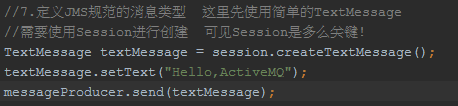 //7.定义JMS规范的消息类型  这里先使用简单的TextMessage
//需要使用Session进行创建  可见Session是多么关键!
TextMessage textMessage = session.createTextMessage();
textMessage.setText("Hello,ActiveMQ");
messageProducer.send(textMessage);